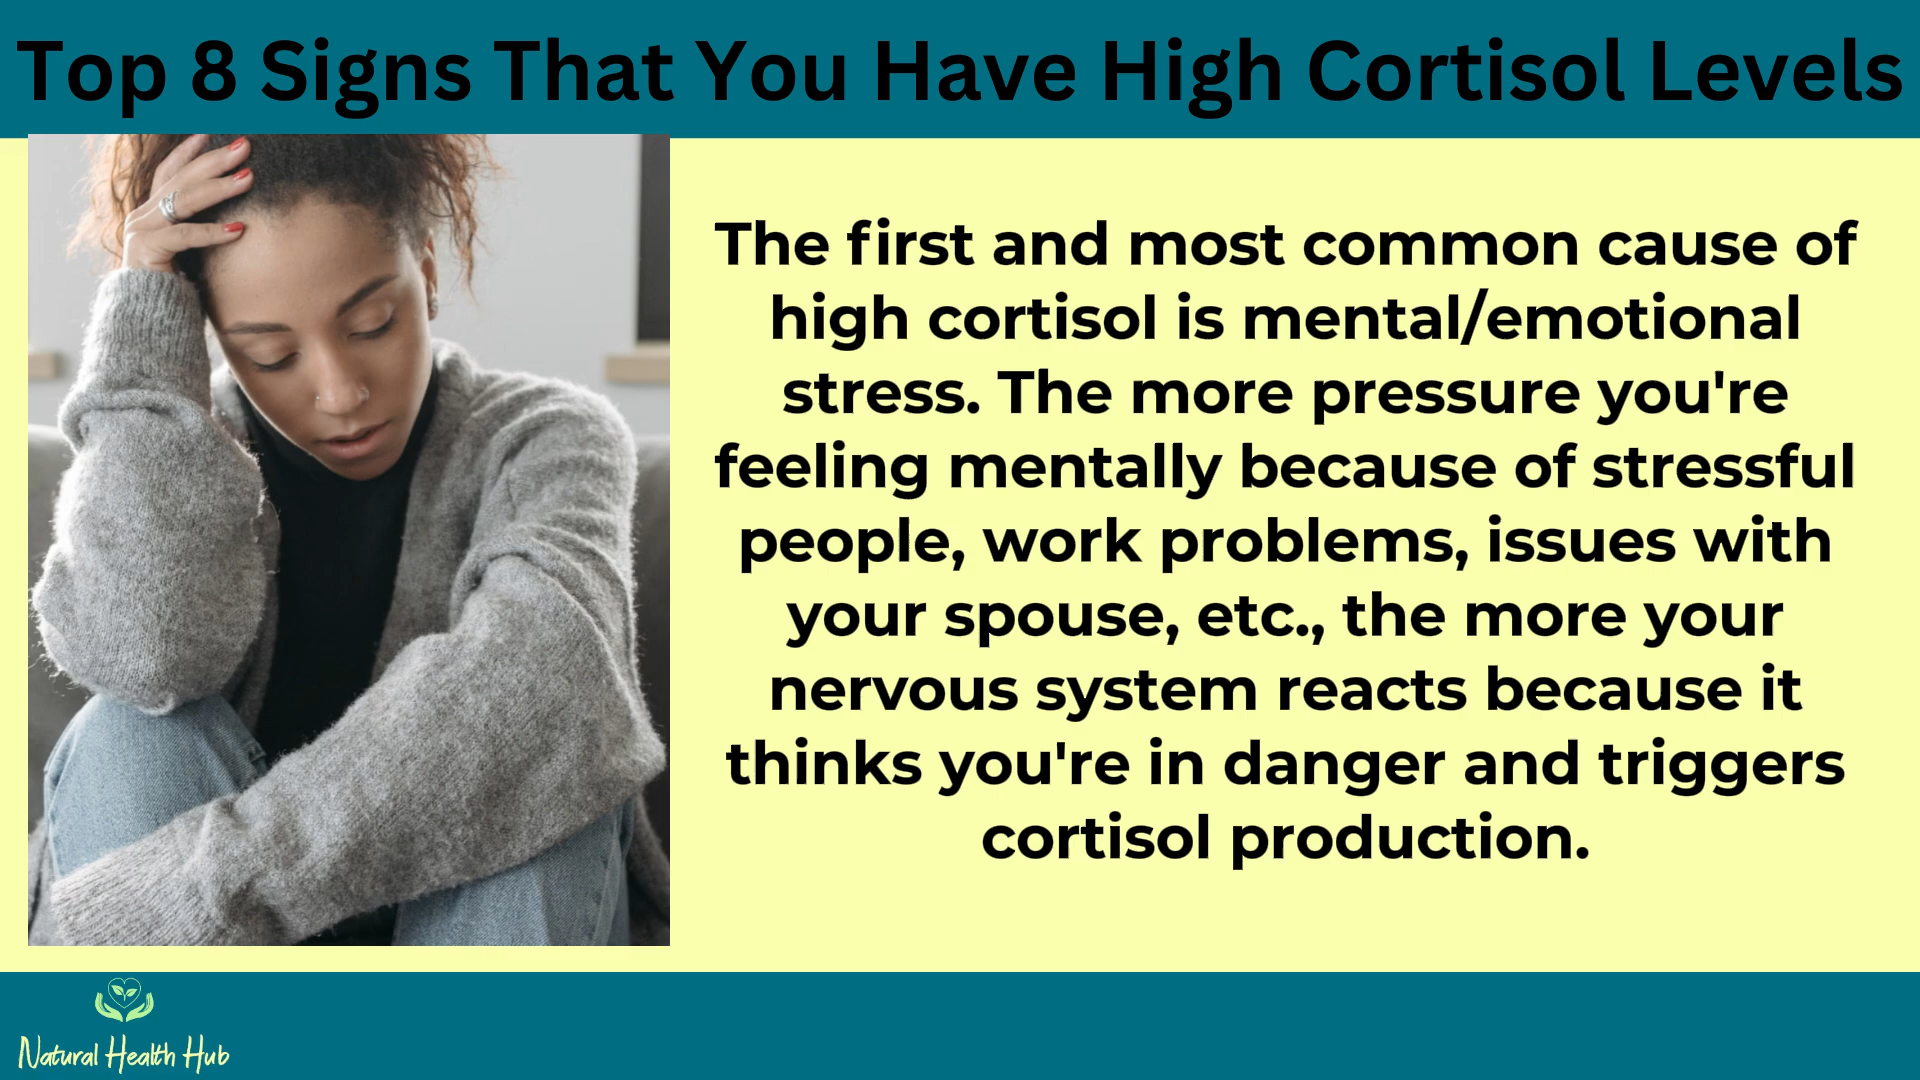 Top 8 Signs That You Have High Cortisol Levels
The first and most common cause of
high cortisol is mental/emotional
stress. The more pressure you're
feeling mentally because of stressful
people, work problems, issues with
your spouse, etc., the more your
nervous system reacts because it
thinks you're in danger and triggers
cortisol production.
Natural Health Hub